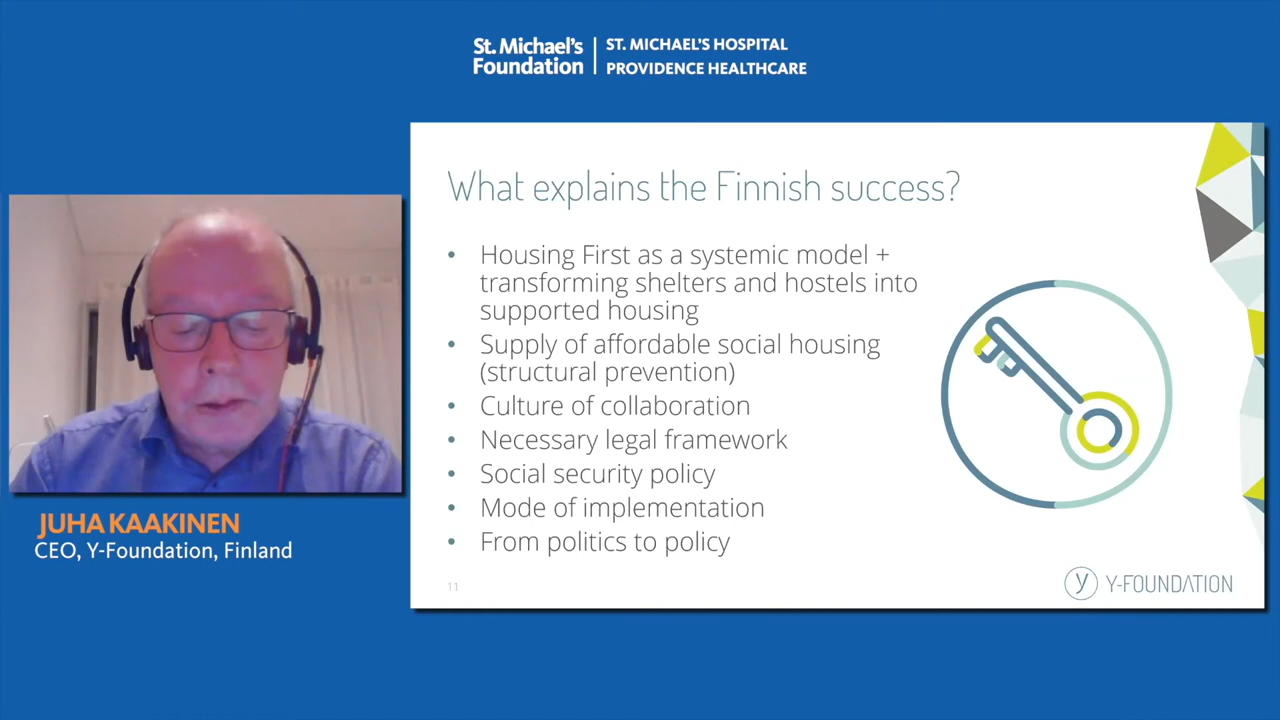 St. Michael's
Foundation
ST. MICHAEL'S HOSPITAL
PROVIDENCE HEALTHCARE
What explains the Finnish success?
• Housing First as a systemic model +
transforming shelters and hostels into
supported housing
• Supply of affordable social housing
(structural prevention)
• Culture of collaboration
• Necessary legal framework
• Social security policy
• Mode of implementation
• From politics to policy
11
y Y-FOUNDATION
JUHA KAAKINEN
CEO, Y-Foundation, Finland